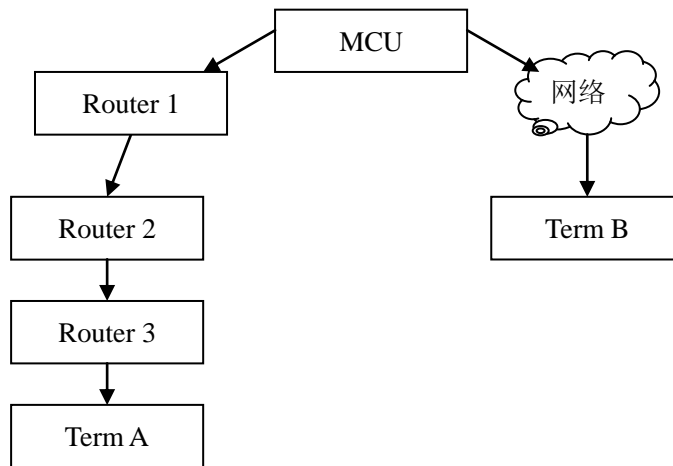 MCU
Router 1
网络
Router 2
Term B
Router 3
Term A